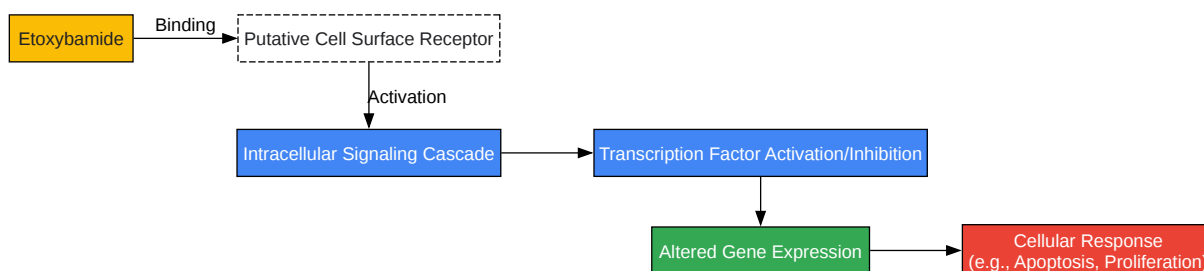 Etoxybamide
Binding
Putative Cell Surface Receptor
Activation
Intracellular Signaling Cascade
Transcription Factor Activation/Inhibition
Altered Gene Expression
Cellular Response
(e.g., Apoptosis, Proliferation)